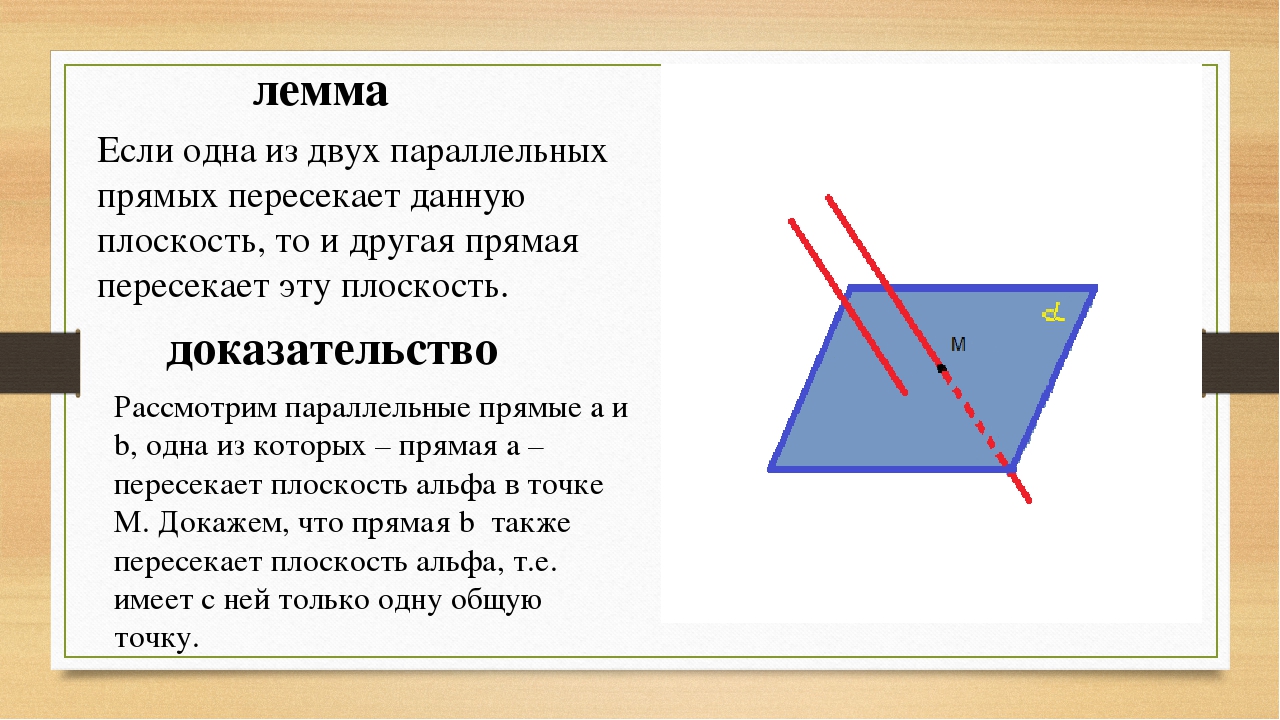 лемма
Если одна из двух параллельных
прямых пересекает данную
плоскость, то и другая прямая
пересекает эту плоскость.
доказательство
Рассмотрим параллельные прямые a и
b, одна из которых – прямая a –
пересекает плоскость альфа в точке
М. Докажем, что прямая b также
пересекает плоскость альфа, т.е.
имеет с ней только одну общую
точку.
α
М